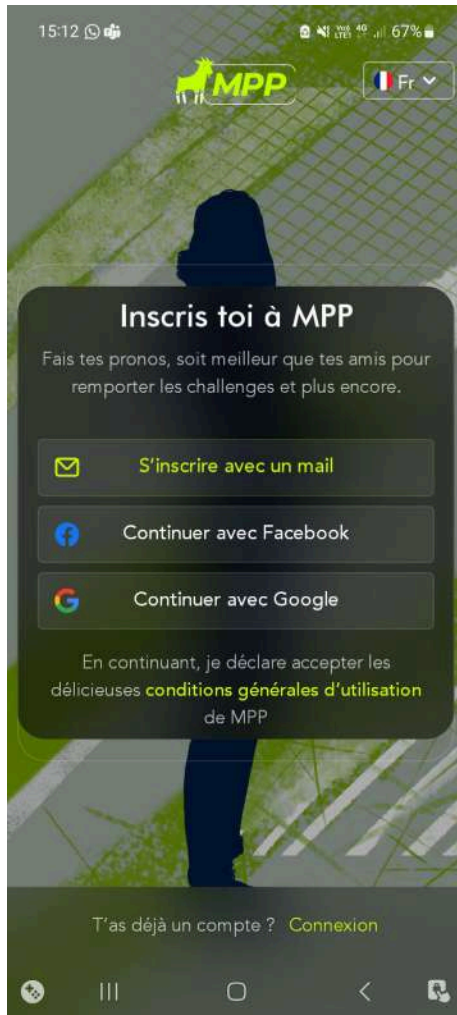 15:12 67%
MPP
Fr
Inscris toi à MPP
Fais tes pronos, soit meilleur que tes amis pour
remporter les challenges et plus encore.
S'inscrire avec un mail
Continuer avec Facebook
Continuer avec Google
En continuant, je déclare accepter les
délicieuses conditions générales d'utilisation
de MPP
T'as déjà un compte ? Connexion